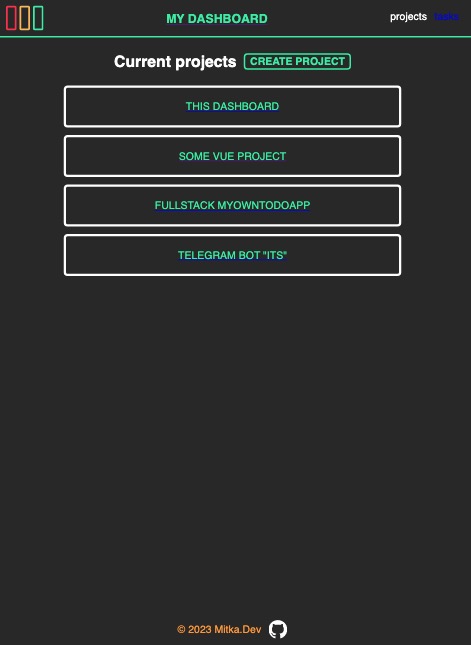 MY DASHBOARD
projects tasks
Current projects CREATE PROJECT
THIS DASHBOARD
SOME VUE PROJECT
FULLSTACK MYOWNTODOAPP
TELEGRAM BOT "ITS"
© 2023 Mitka.Dev